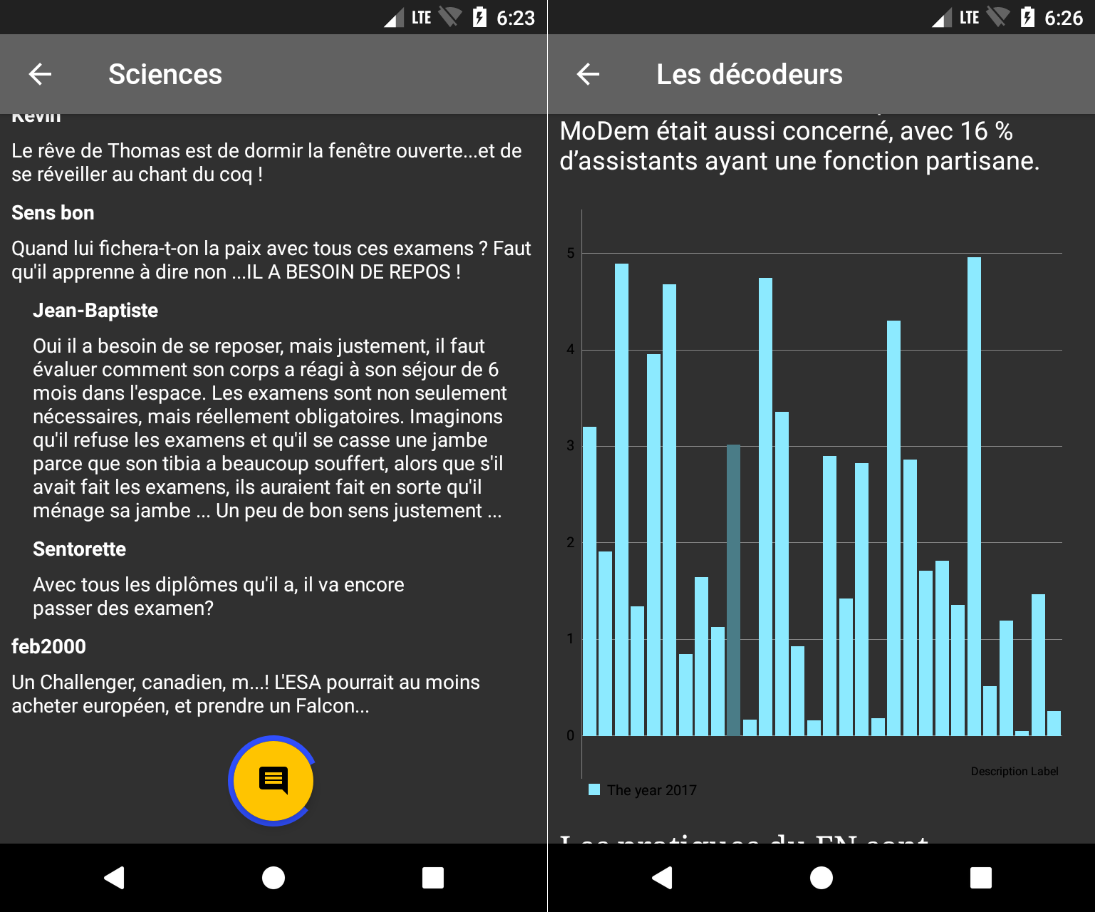 LTE 6:23
Sciences
Kevin
Le rêve de Thomas est de dormir la fenêtre ouverte...et de
se réveiller au chant du coq !
Sens bon
Quand lui fichera-t-on la paix avec tous ces examens ? Faut
qu'il apprenne à dire non ...IL A BESOIN DE REPOS !
Jean-Baptiste
Oui il a besoin de se reposer, mais justement, il faut
évaluer comment son corps a réagi à son séjour de 6
mois dans l'espace. Les examens sont non seulement
nécessaires, mais réellement obligatoires. Imaginons
qu'il refuse les examens et qu'il se casse une jambe
parce que son tibia a beaucoup souffert, alors que s'il
avait fait les examens, ils auraient fait en sorte qu'il
ménage sa jambe ... Un peu de bon sens justement ...
Sentorette
Avec tous les diplômes qu'il a, il va encore
passer des examen?
feb2000
Un Challenger, canadien, m...! L'ESA pourrait au moins
acheter européen, et prendre un Falcon...
LTE 6:26
Les décodeurs
MoDem était aussi concerné, avec 16 %
d’assistants ayant une fonction partisane.
5
4
3
2
1
0
Description Label
The year 2017
Les pratiques du FN sont